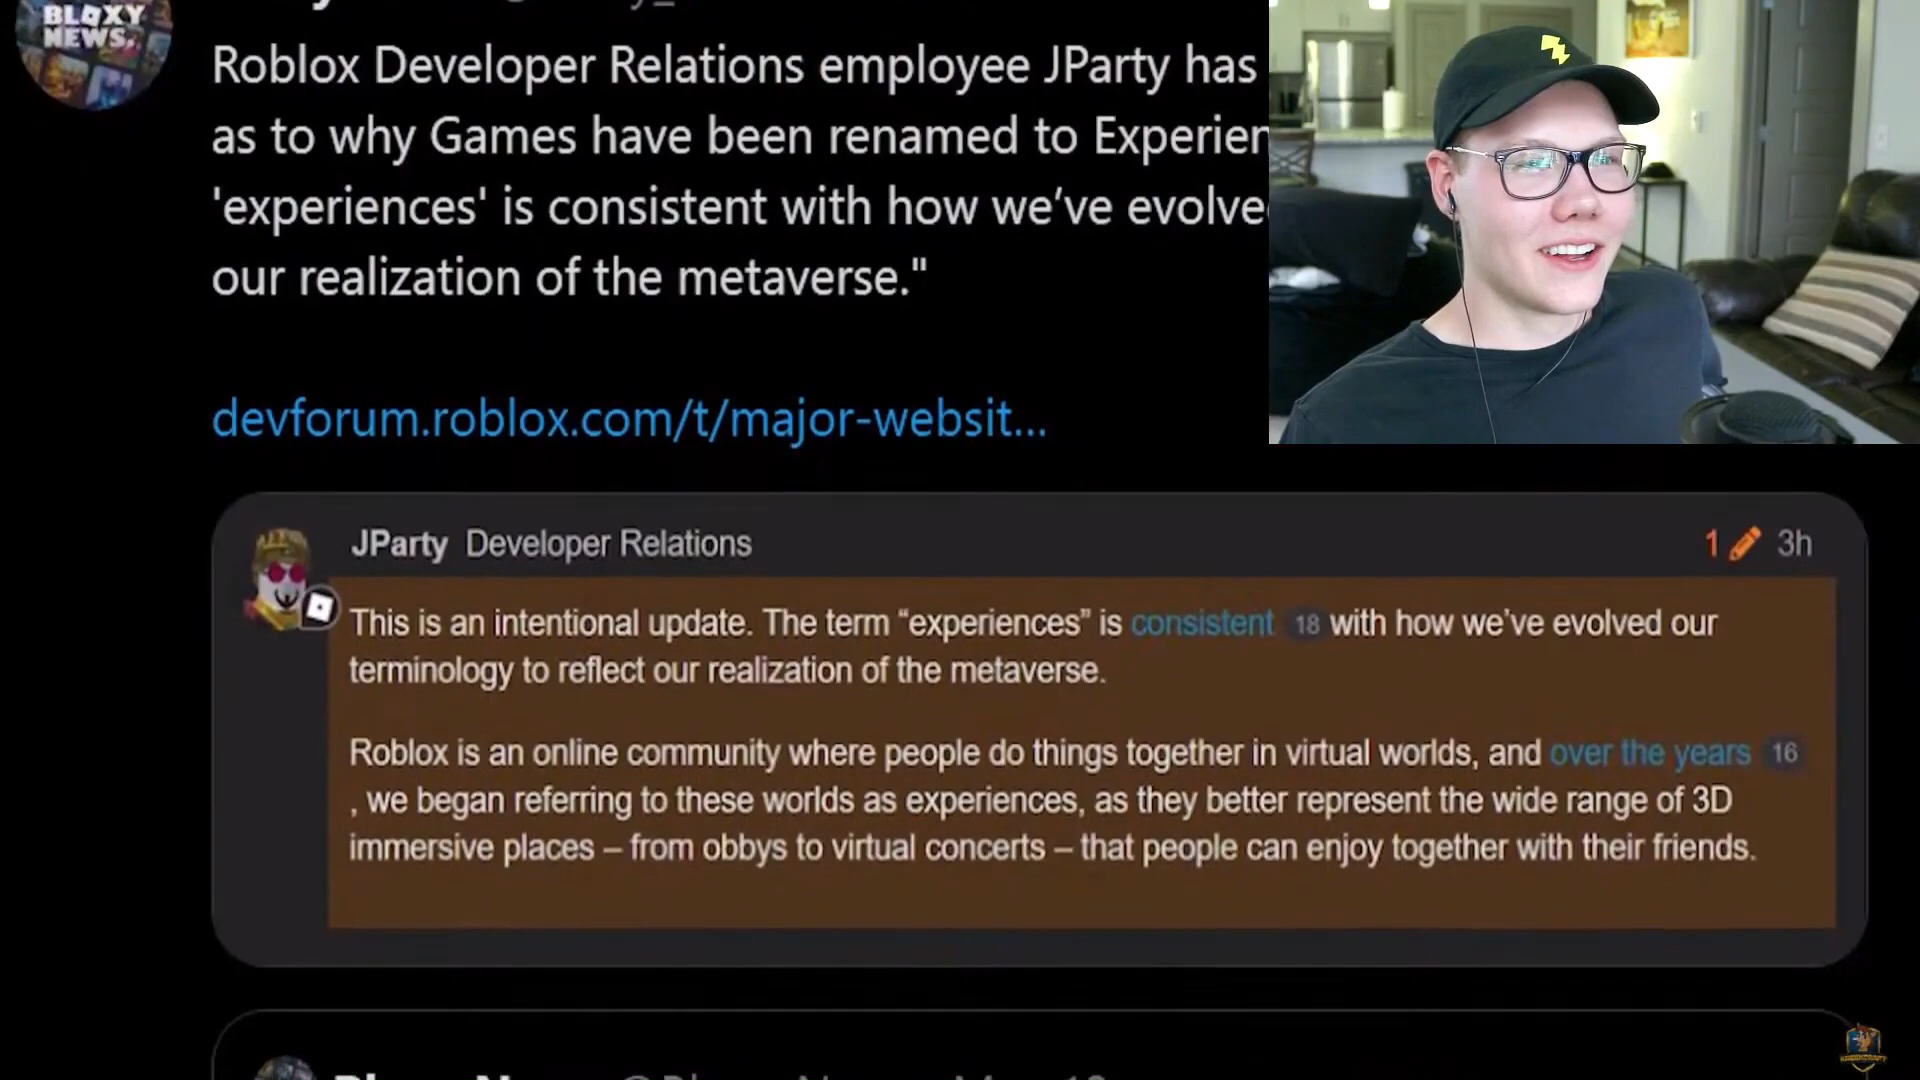 BLOXY
NEWS.
Roblox Developer Relations employee JParty has
as to why Games have been renamed to Experien
'experiences' is consistent with how we’ve evolve
our realization of the metaverse."
devforum.roblox.com/t/major-websit...
JParty Developer Relations 1 3h
This is an intentional update. The term “experiences” is consistent 18 with how we’ve evolved our
terminology to reflect our realization of the metaverse.
Roblox is an online community where people do things together in virtual worlds, and over the years 16
, we began referring to these worlds as experiences, as they better represent the wide range of 3D
immersive places – from obbys to virtual concerts – that people can enjoy together with their friends.